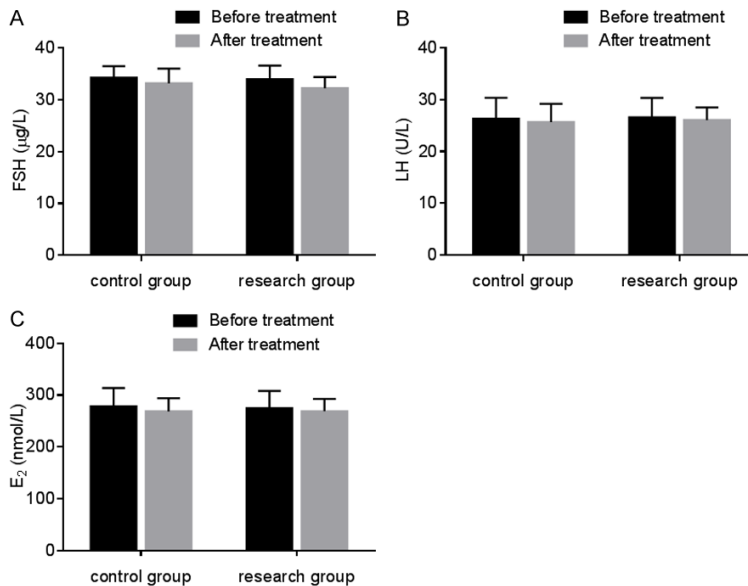 A
Before treatment
After treatment
40
30
20
10
0
FSH (μg/L)
control group
research group
B
Before treatment
After treatment
40
30
20
10
0
LH (U/L)
control group
research group
C
Before treatment
After treatment
400
300
200
100
0
E₂ (nmol/L)
control group
research group